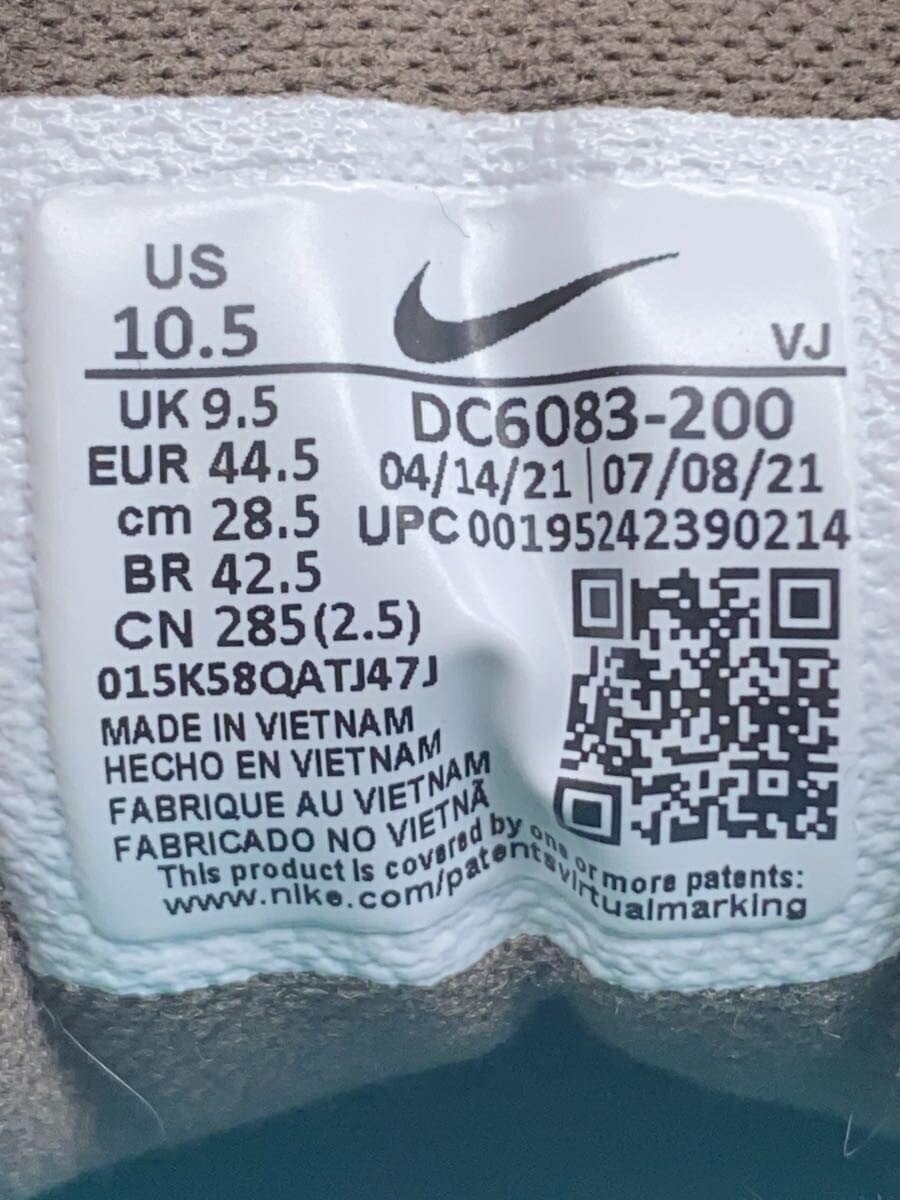 US
10.5
VJ
UK 9.5
EUR 44.5
cm 28.5
BR 42.5
CN 285(2.5)
DC6083-200
04/14/21 | 07/08/21
UPC 00195242390214
015K58QATJ47J
MADE IN VIETNAM
HECHO EN VIETNAM
FABRIQUE AU VIETNAM
FABRICADO NO VIETNÃ
This product is covered by one or more patents:
www.nike.com/patentsvirtualmarking